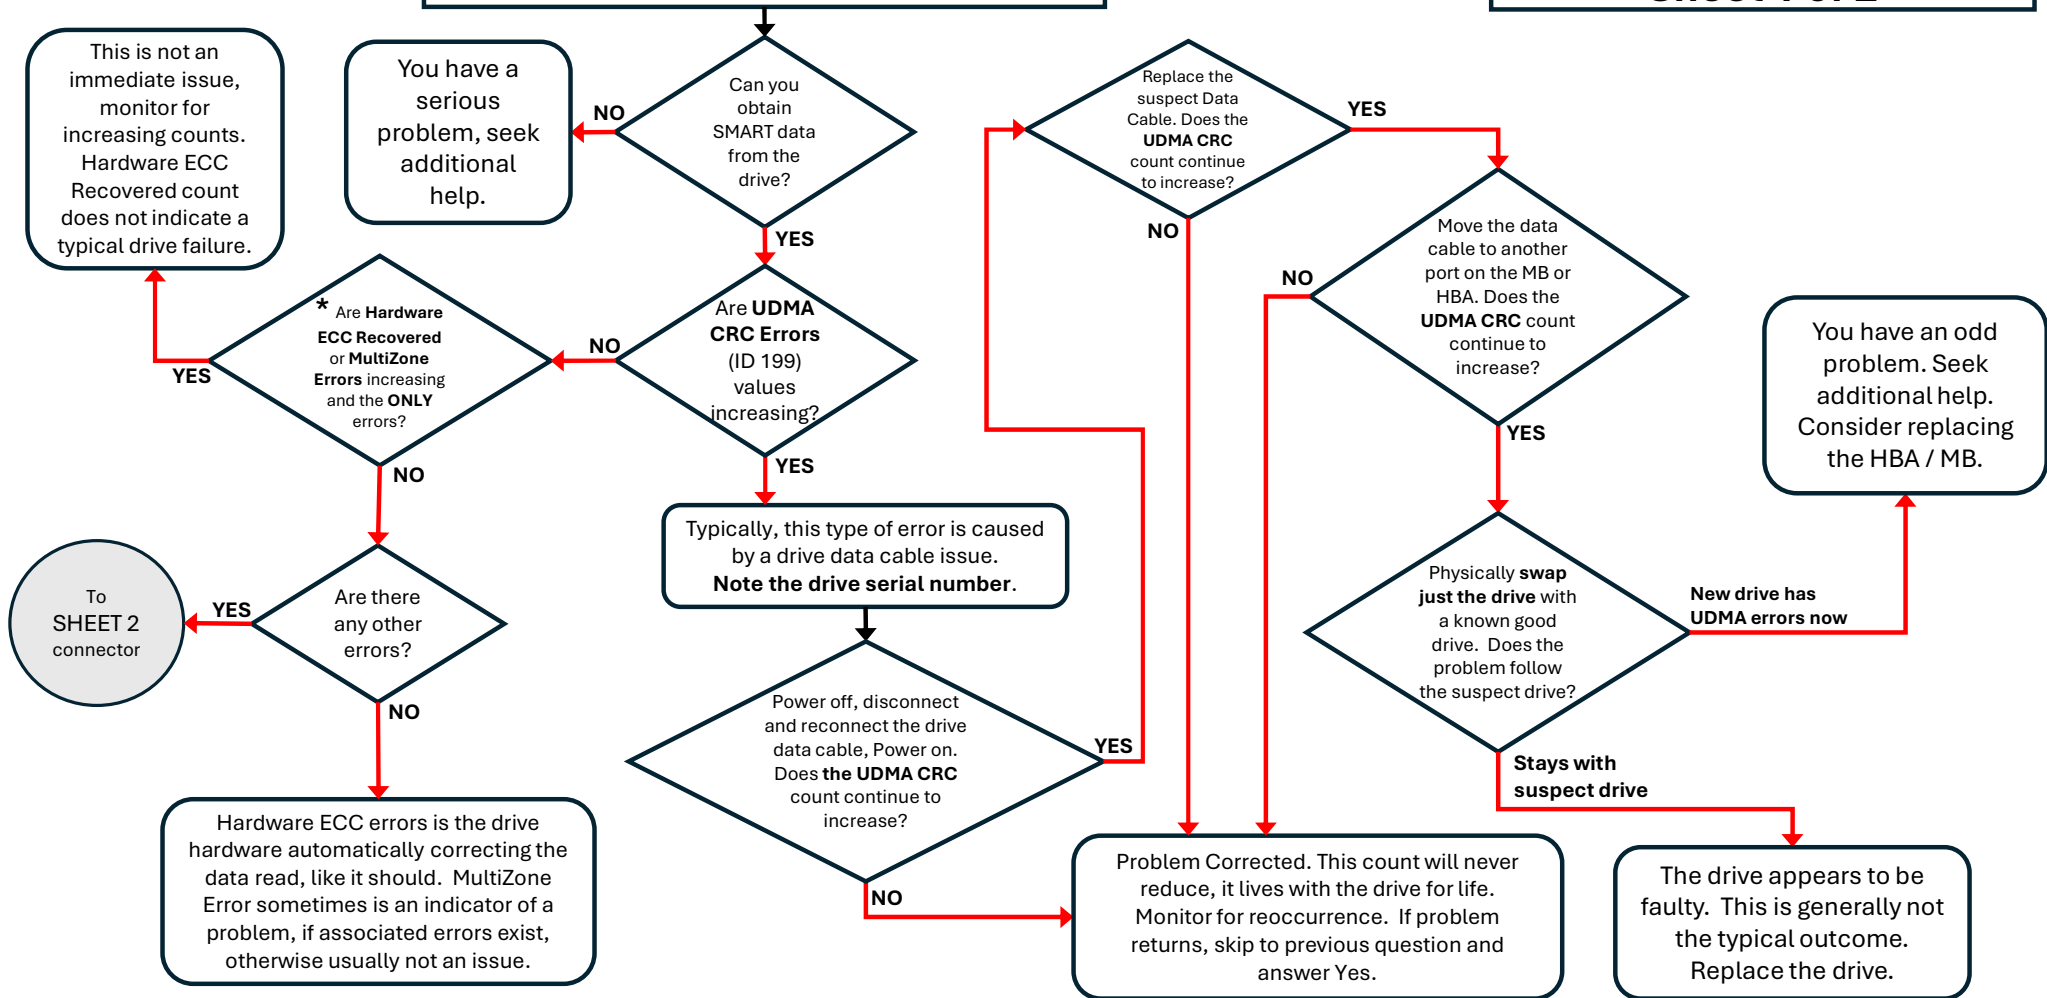 This is not an
immediate issue,
monitor for
increasing counts.
Hardware ECC
Recovered count
does not indicate a
typical drive failure.
You have a
serious
problem, seek
additional
help.
NO
Can you
obtain
SMART data
from the
drive?
YES
Replace the
suspect Data
Cable. Does the
UDMA CRC
count continue
to increase?
YES
NO
Move the data
cable to another
port on the MB or
HBA. Does the
UDMA CRC count
continue to
increase?
NO
YES
You have an odd
problem. Seek
additional help.
Consider replacing
the HBA / MB.
* Are Hardware
ECC Recovered
or MultiZone
Errors increasing
and the ONLY
errors?
YES
NO
Are UDMA
CRC Errors
(ID 199)
values
increasing?
NO
YES
Typically, this type of error is caused
by a drive data cable issue.
Note the drive serial number.
Physically swap
just the drive with
a known good
drive. Does the
problem follow
the suspect drive?
New drive has
UDMA errors now
Stays with
suspect drive
To
SHEET 2
connector
YES
Are there
any other
errors?
NO
Power off, disconnect
and reconnect the drive
data cable, Power on.
Does the UDMA CRC
count continue to
increase?
YES
NO
Hardware ECC errors is the drive
hardware automatically correcting the
data read, like it should. MultiZone
Error sometimes is an indicator of a
problem, if associated errors exist,
otherwise usually not an issue.
Problem Corrected. This count will never
reduce, it lives with the drive for life.
Monitor for reoccurrence. If problem
returns, skip to previous question and
answer Yes.
The drive appears to be
faulty. This is generally not
the typical outcome.
Replace the drive.